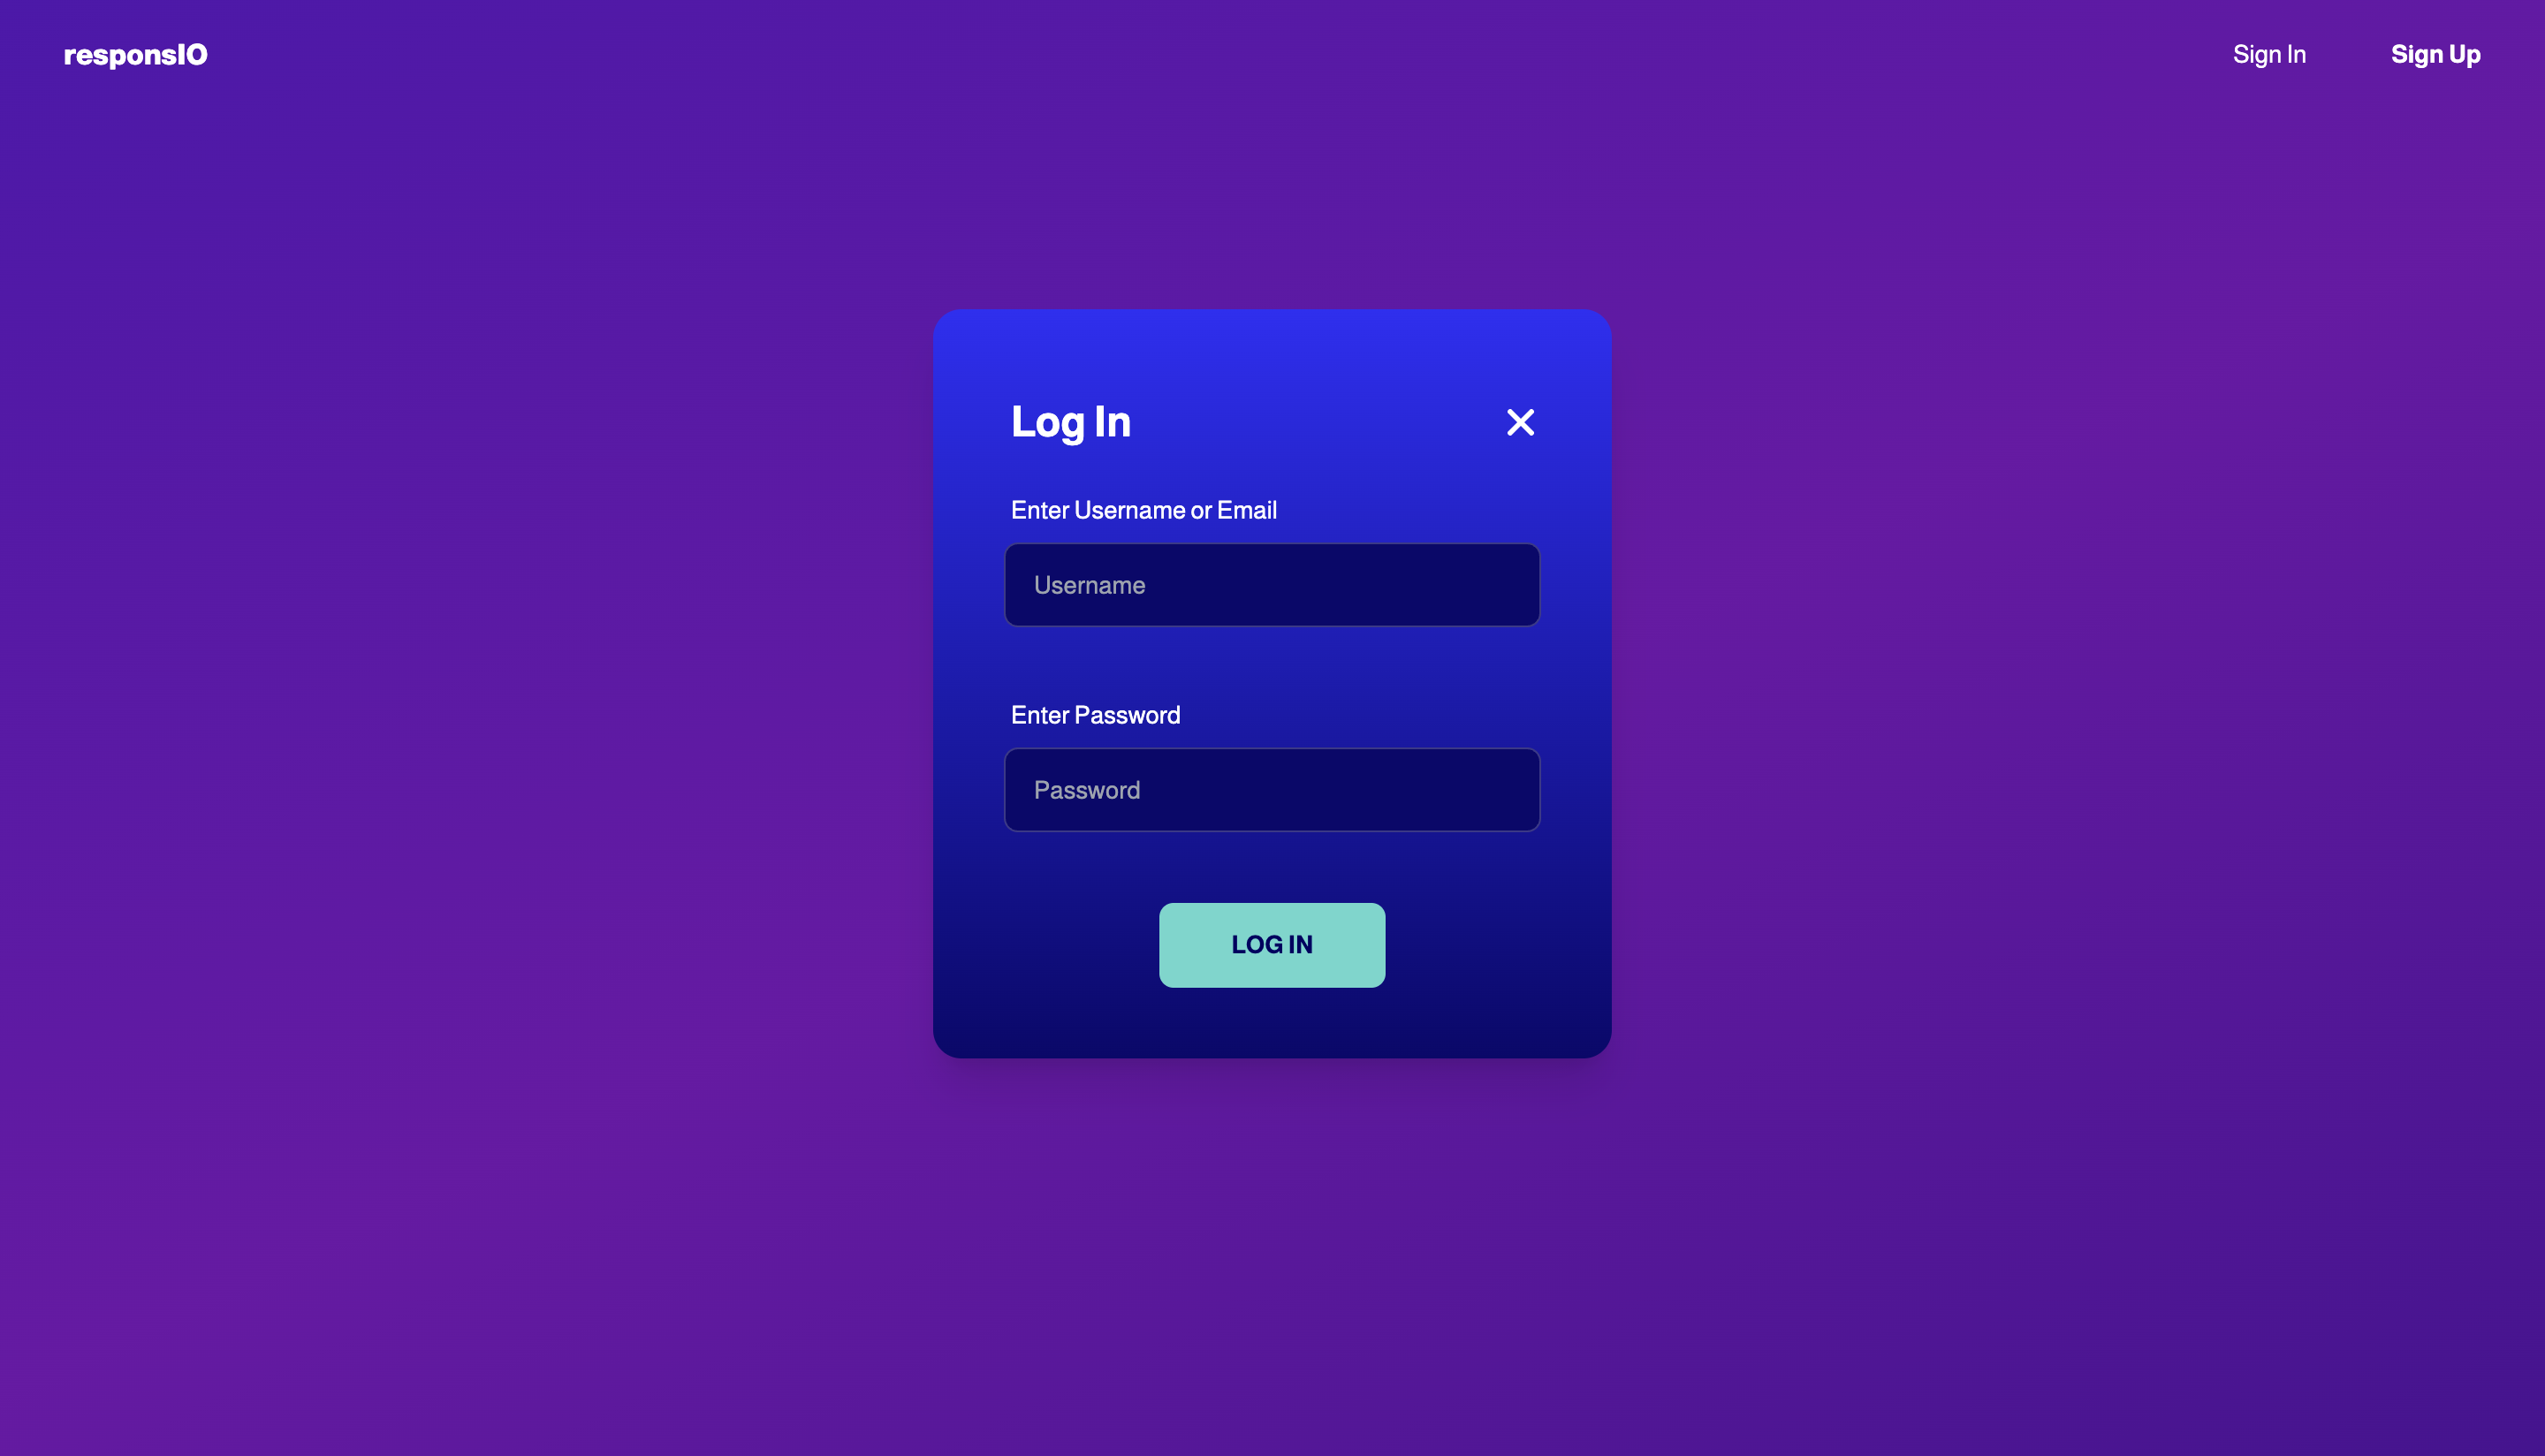 responsIO
Sign In
Sign Up
Log In
Enter Username or Email
Username
Enter Password
Password
LOG IN